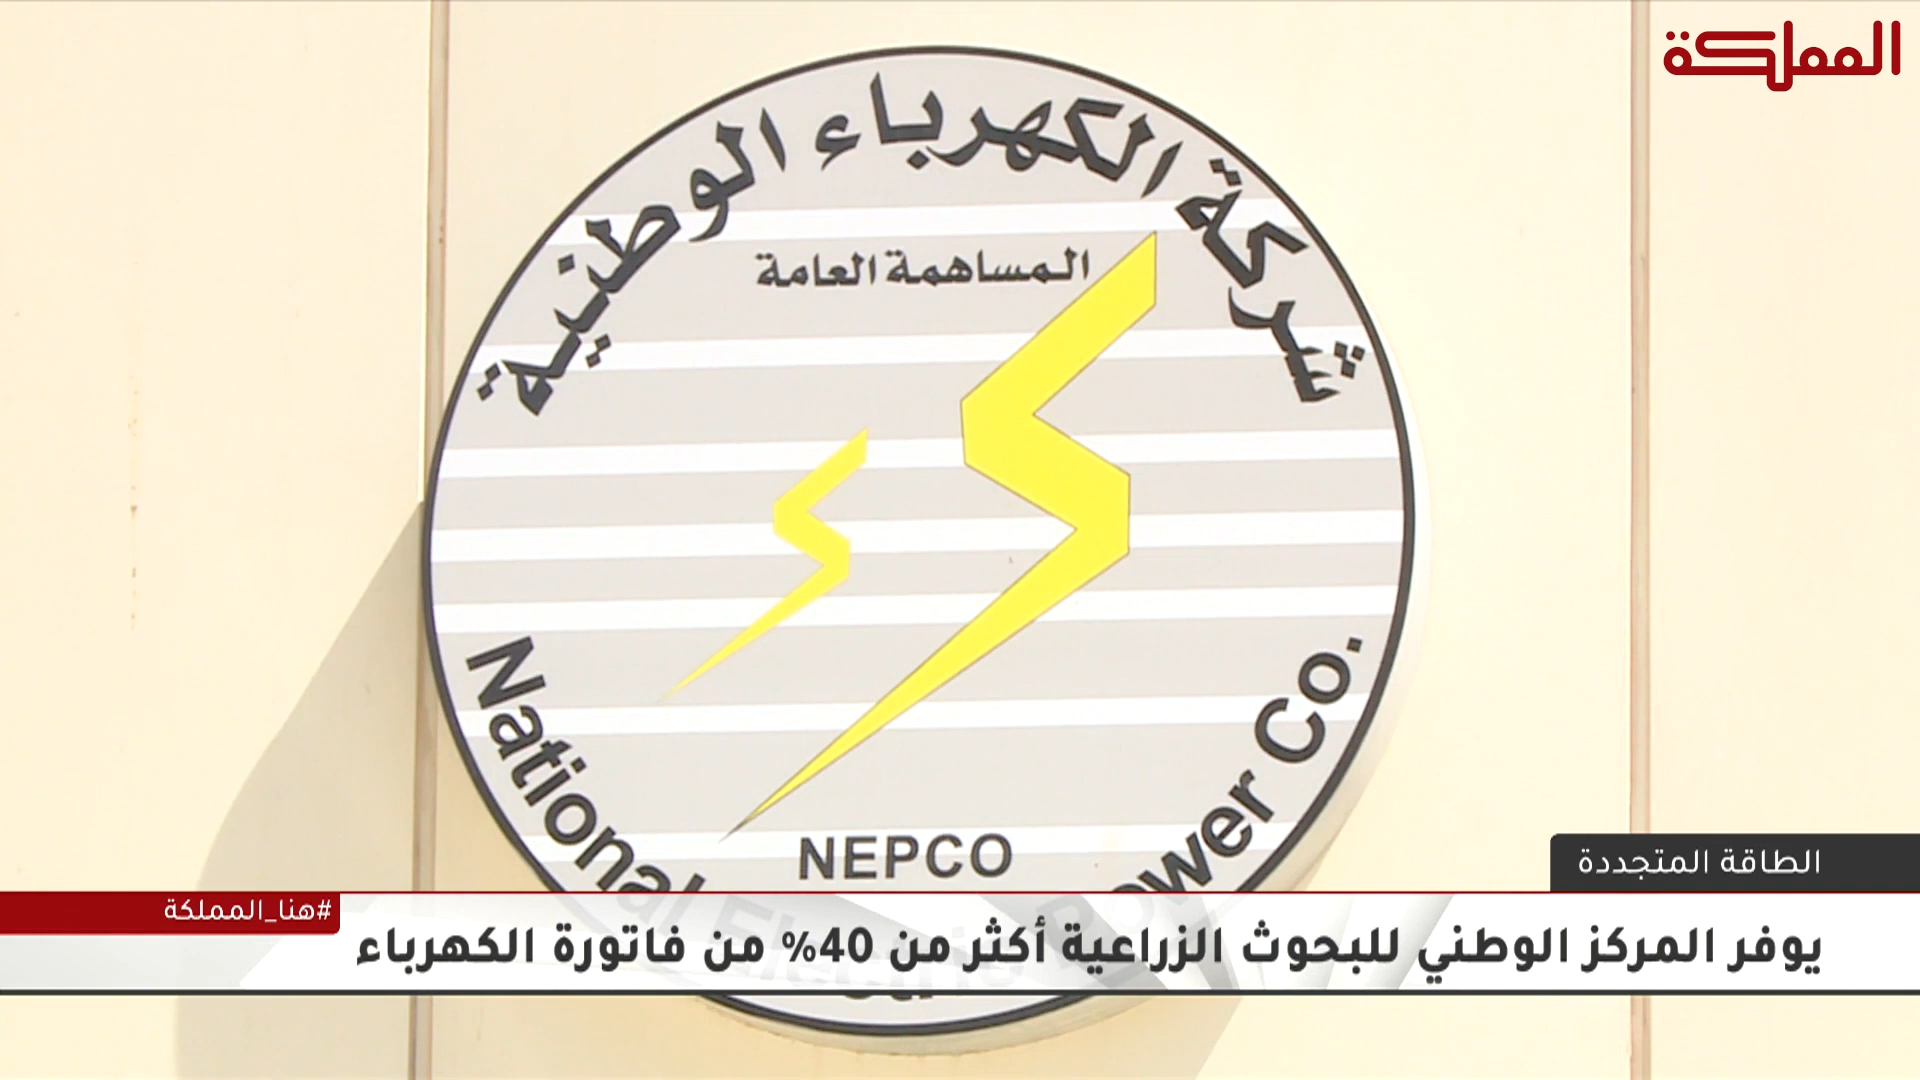 المملكة
شركة الكهرباء الوطنية
المساهمة العامة
NEPCO
National Electric Power Co.
الطاقة المتجددة
#هنا_المملكة
يوفر المركز الوطني للبحوث الزراعية أكثر من 40% من فاتورة الكهرباء